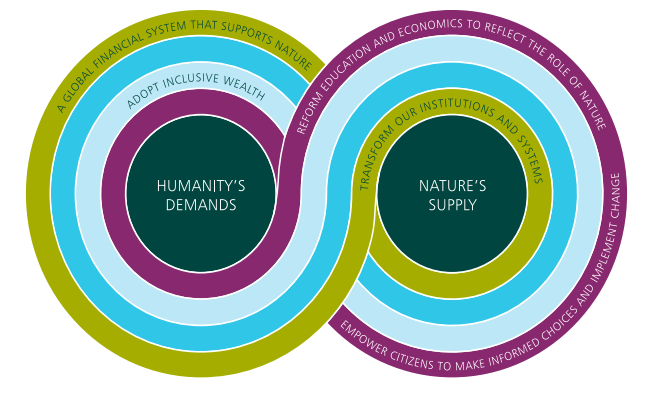 A GLOBAL FINANCIAL SYSTEM THAT SUPPORTS NATURE
ADOPT INCLUSIVE WEALTH
HUMANITY'S
DEMANDS
REFORM EDUCATION AND ECONOMICS TO REFLECT THE ROLE OF NATURE
TRANSFORM OUR INSTITUTIONS AND SYSTEMS
NATURE'S
SUPPLY
EMPOWER CITIZENS TO MAKE INFORMED CHOICES AND IMPLEMENT CHANGE